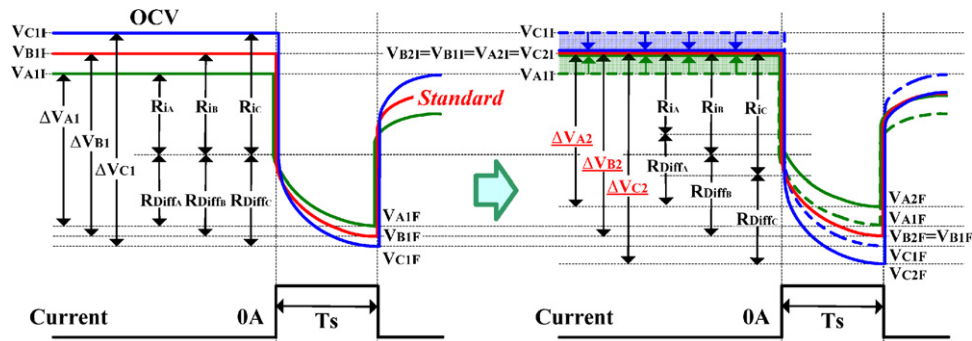 OCV
VC1I
VB1I
VA1I
ΔVA1
ΔVB1
ΔVC1
RiA
RiB
RiC
RDiffA
RDiffB
RDiffC
Standard
VA1F
VB1F
VC1F
Current
0A
Ts
VC1I
VB2I=VB1I=VA2I=VC2I
VA1I
ΔVA2
ΔVB2
ΔVC2
RiA
RiB
RiC
RDiffA
RDiffB
RDiffC
VA2F
VA1F
VB2F=VB1F
VC1F
VC2F
Current
0A
Ts